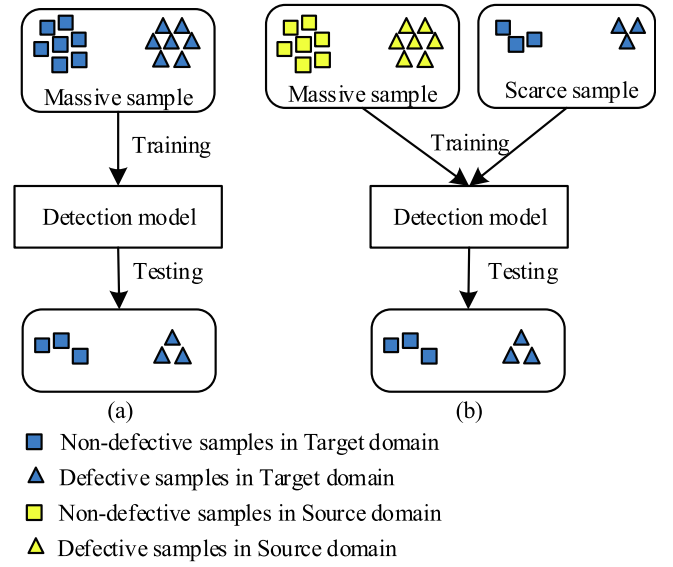 Massive sample
Massive sample
Scarce sample
Training
Training
Detection model
Detection model
Testing
Testing
(a)
(b)
Non-defective samples in Target domain
Defective samples in Target domain
Non-defective samples in Source domain
Defective samples in Source domain